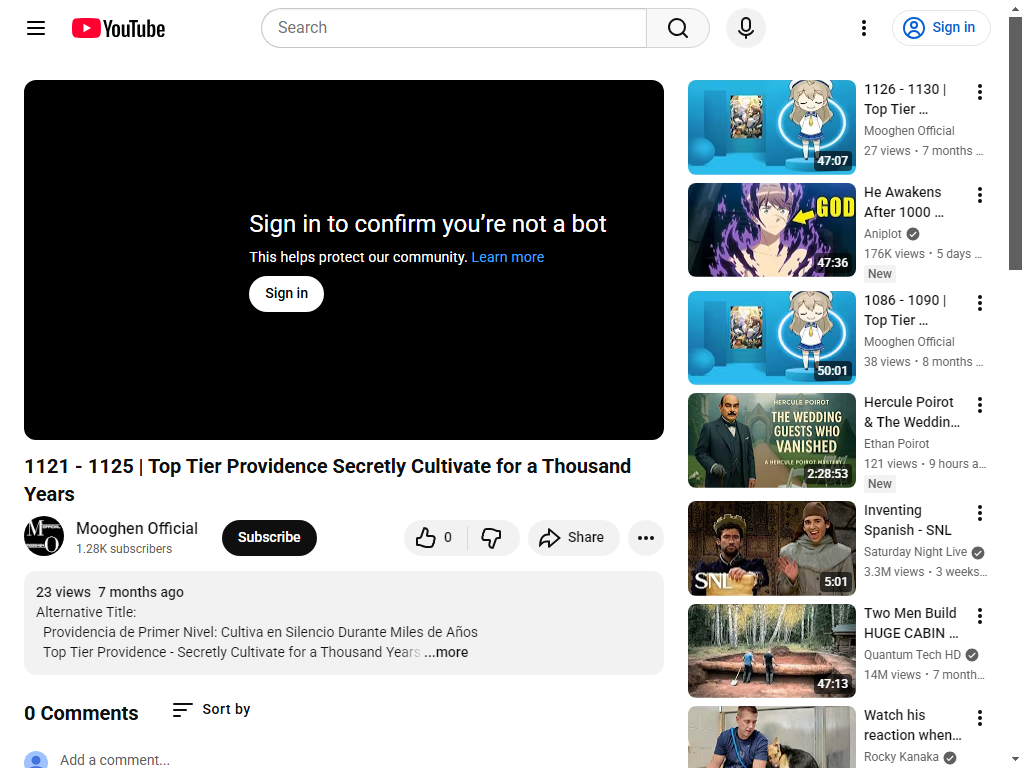 YouTube
Search
Sign in
Sign in to confirm you’re not a bot
This helps protect our community. Learn more
Sign in
1121 - 1125 | Top Tier Providence Secretly Cultivate for a Thousand
Years
Mooghen Official
1.28K subscribers
Subscribe
0
Share
23 views 7 months ago
Alternative Title:
Providencia de Primer Nivel: Cultiva en Silencio Durante Miles de Años
Top Tier Providence - Secretly Cultivate for a Thousand Years ...more
0 Comments
Sort by
Add a comment...
47:07
1126 - 1130 |
Top Tier ...
Mooghen Official
27 views • 7 months ...
GOD
47:36
He Awakens
After 1000 ...
Aniplot
176K views • 5 days ...
New
50:01
1086 - 1090 |
Top Tier ...
Mooghen Official
38 views • 8 months ...
HERCULE POIROT
THE WEDDING
GUESTS WHO
VANISHED
A HERCULE POIROT MYSTERY
2:28:53
Hercule Poirot
& The Weddin...
Ethan Poirot
121 views • 9 hours a...
New
SNL
5:01
Inventing
Spanish - SNL
Saturday Night Live
3.3M views • 3 weeks...
47:13
Two Men Build
HUGE CABIN ...
Quantum Tech HD
14M views • 7 month...
Watch his
reaction when...
Rocky Kanaka